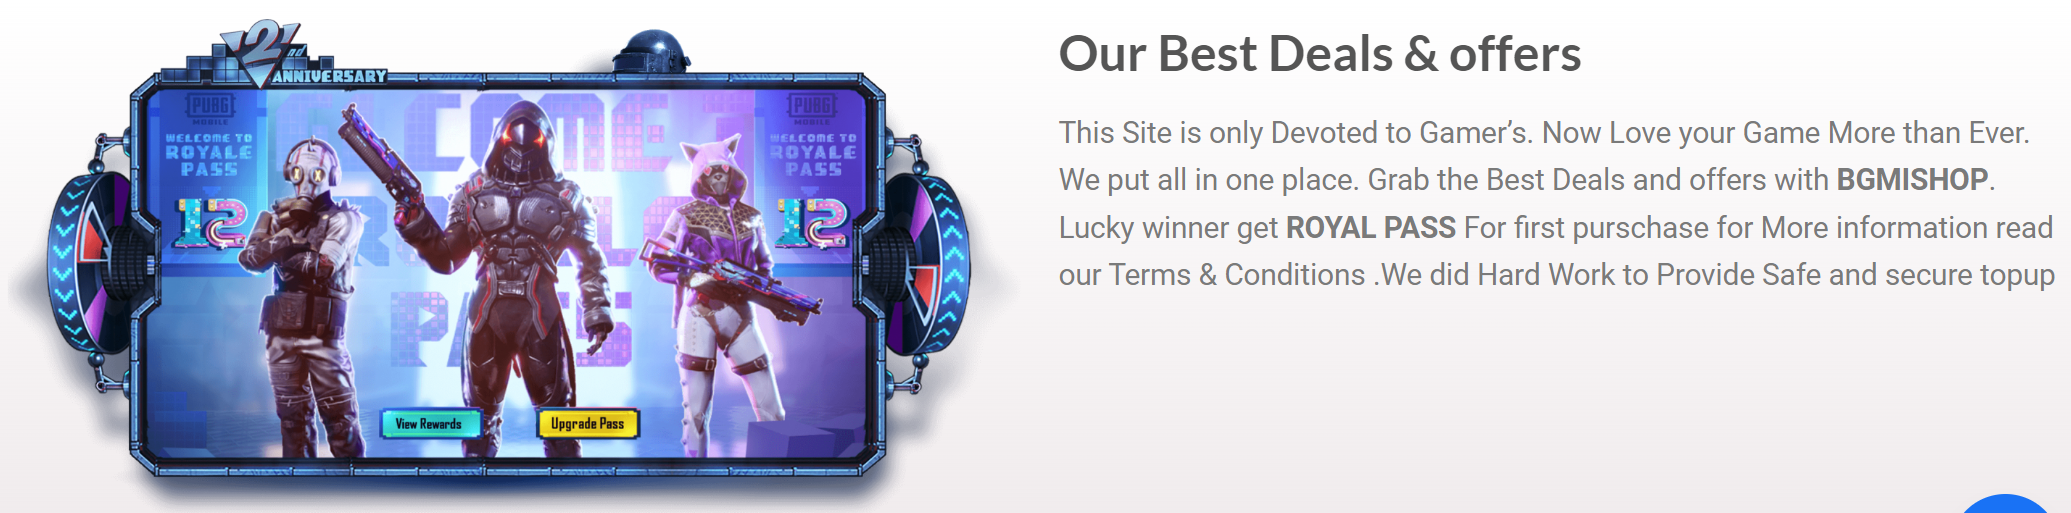 2nd
ANNIVERSARY
PUBG
MOBILE
WELCOME TO
ROYALE
PASS
12
PUBG
MOBILE
WELCOME TO
ROYALE
PASS
12
PASS
View Rewards
Upgrade Pass
Our Best Deals & offers
This Site is only Devoted to Gamer’s. Now Love your Game More than Ever.
We put all in one place. Grab the Best Deals and offers with BGMISHOP.
Lucky winner get ROYAL PASS For first purschase for More information read
our Terms & Conditions .We did Hard Work to Provide Safe and secure topup